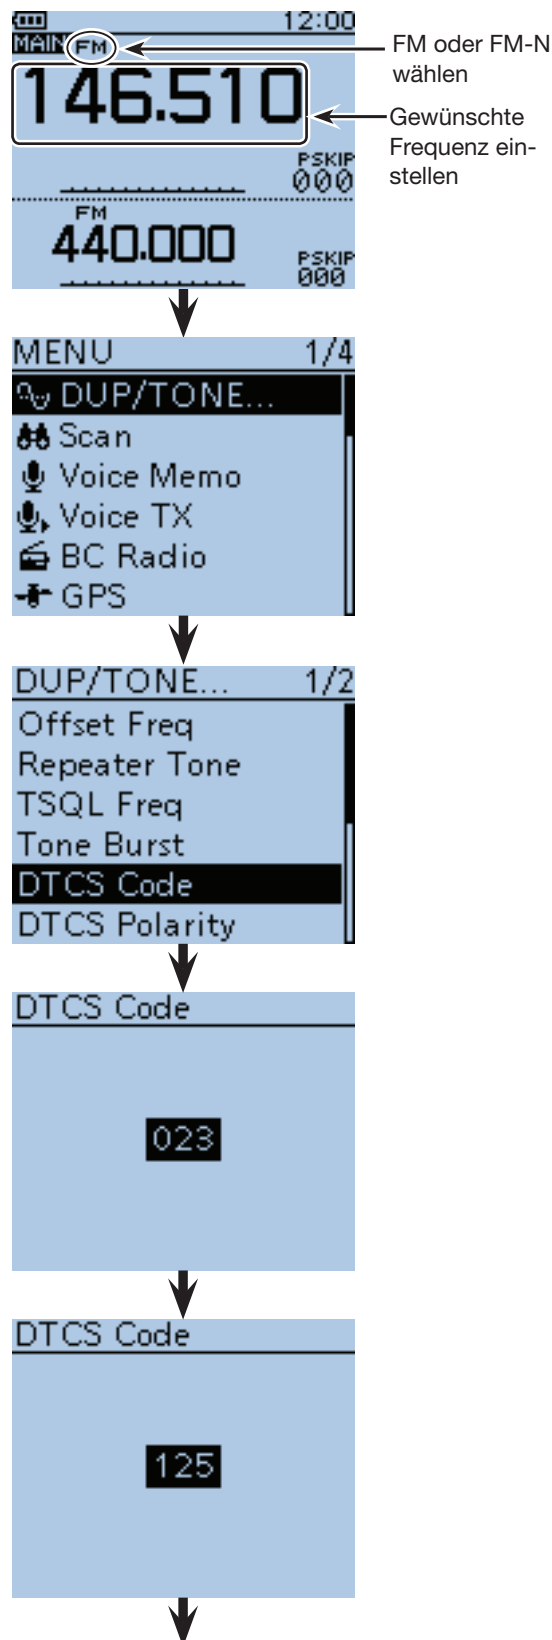 12:00
MAIN FM
FM oder FM-N
wählen
146.510
Gewünschte
Frequenz ein-
stellen
PSKIP
000
FM
440.000
PSKIP
000
MENU 1/4
DUP/TONE...
Scan
Voice Memo
Voice TX
BC Radio
GPS
DUP/TONE... 1/2
Offset Freq
Repeater Tone
TSQL Freq
Tone Burst
DTCS Code
DTCS Polarity
DTCS Code
023
DTCS Code
125